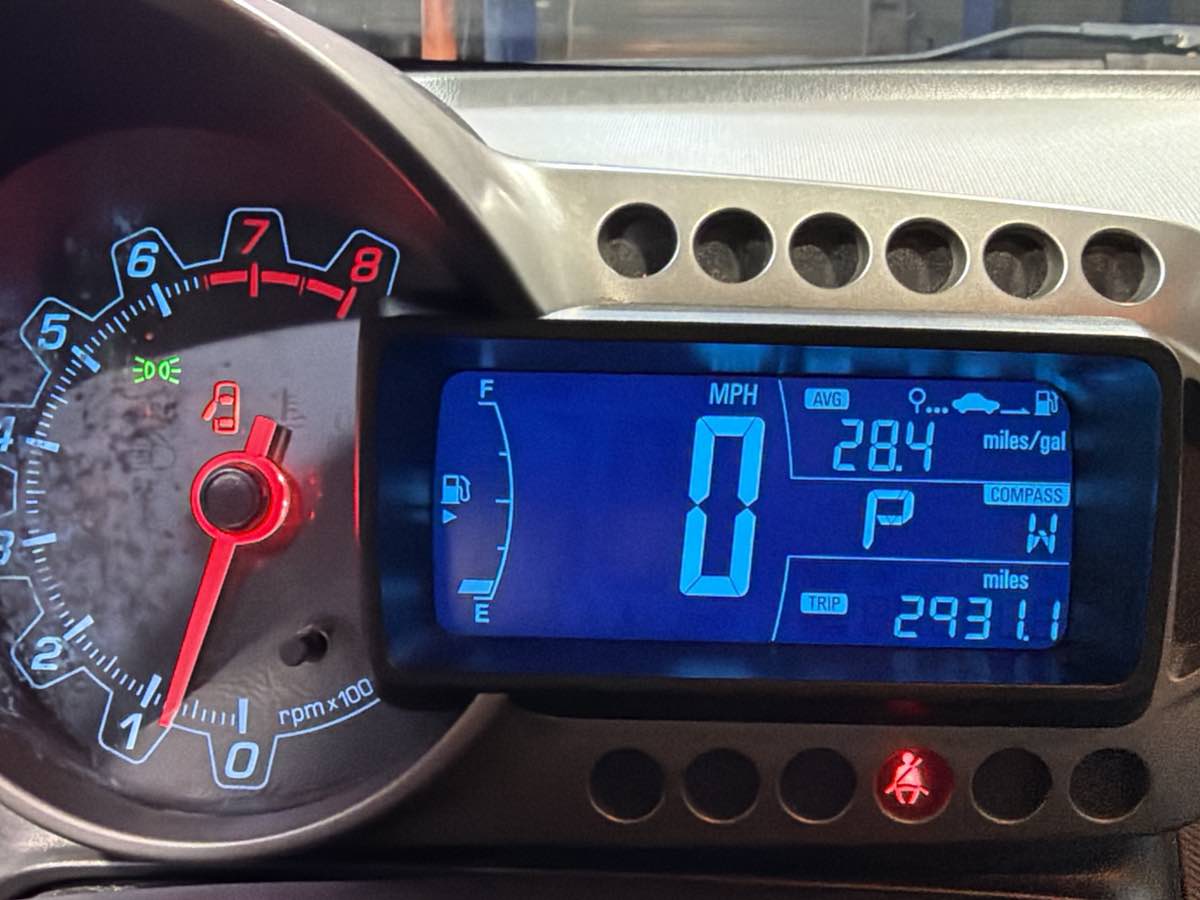 7
6
8
5
4
3
2
1
0
rpm x100
F
E
MPH
0
AVG
28.4 miles/gal
P
COMPASS
W
miles
TRIP
2931.1